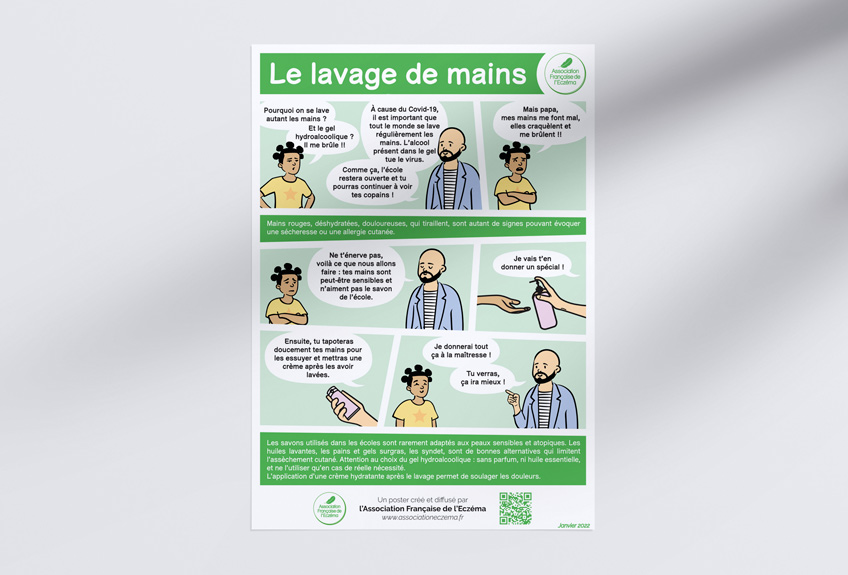 Le lavage de mains
Association
Française de
l'Eczéma
Pourquoi on se lave
autant les mains ?
Et le gel
hydroalcoolique ?
Il me brûle !!
À cause du Covid-19,
il est important que
tout le monde se lave
régulièrement les
mains. L'alcool
présent dans le gel
tue le virus.
Comme ça, l'école
restera ouverte et tu
pourras continuer à voir
tes copains !
Mais papa,
mes mains me font mal,
elles craquèlent et
me brûlent !!
Mains rouges, déshydratées, douloureuses, qui tiraillent, sont autant de signes pouvant évoquer
une sécheresse ou une allergie cutanée.
Ne t'énerve pas,
voilà ce que nous allons
faire : tes mains sont
peut-être sensibles et
n'aiment pas le savon
de l'école.
Je vais t'en
donner un spécial !
Ensuite, tu tapoteras
doucement tes mains pour
les essuyer et mettras une
crème après les avoir
lavées.
Je donnerai tout
ça à la maîtresse !
Tu verras,
ça ira mieux !
Les savons utilisés dans les écoles sont rarement adaptés aux peaux sensibles et atopiques. Les
huiles lavantes, les pains et gels surgras, les syndet, sont de bonnes alternatives qui limitent
l'assèchement cutané. Attention au choix du gel hydroalcoolique : sans parfum, ni huile essentielle,
et ne l'utiliser qu'en cas de réelle nécessité.
L'application d'une crème hydratante après le lavage permet de soulager les douleurs.
Association
Française de
l'Eczéma
Un poster créé et diffusé par
l'Association Française de l'Eczéma
www.associationeczema.fr
Janvier 2022